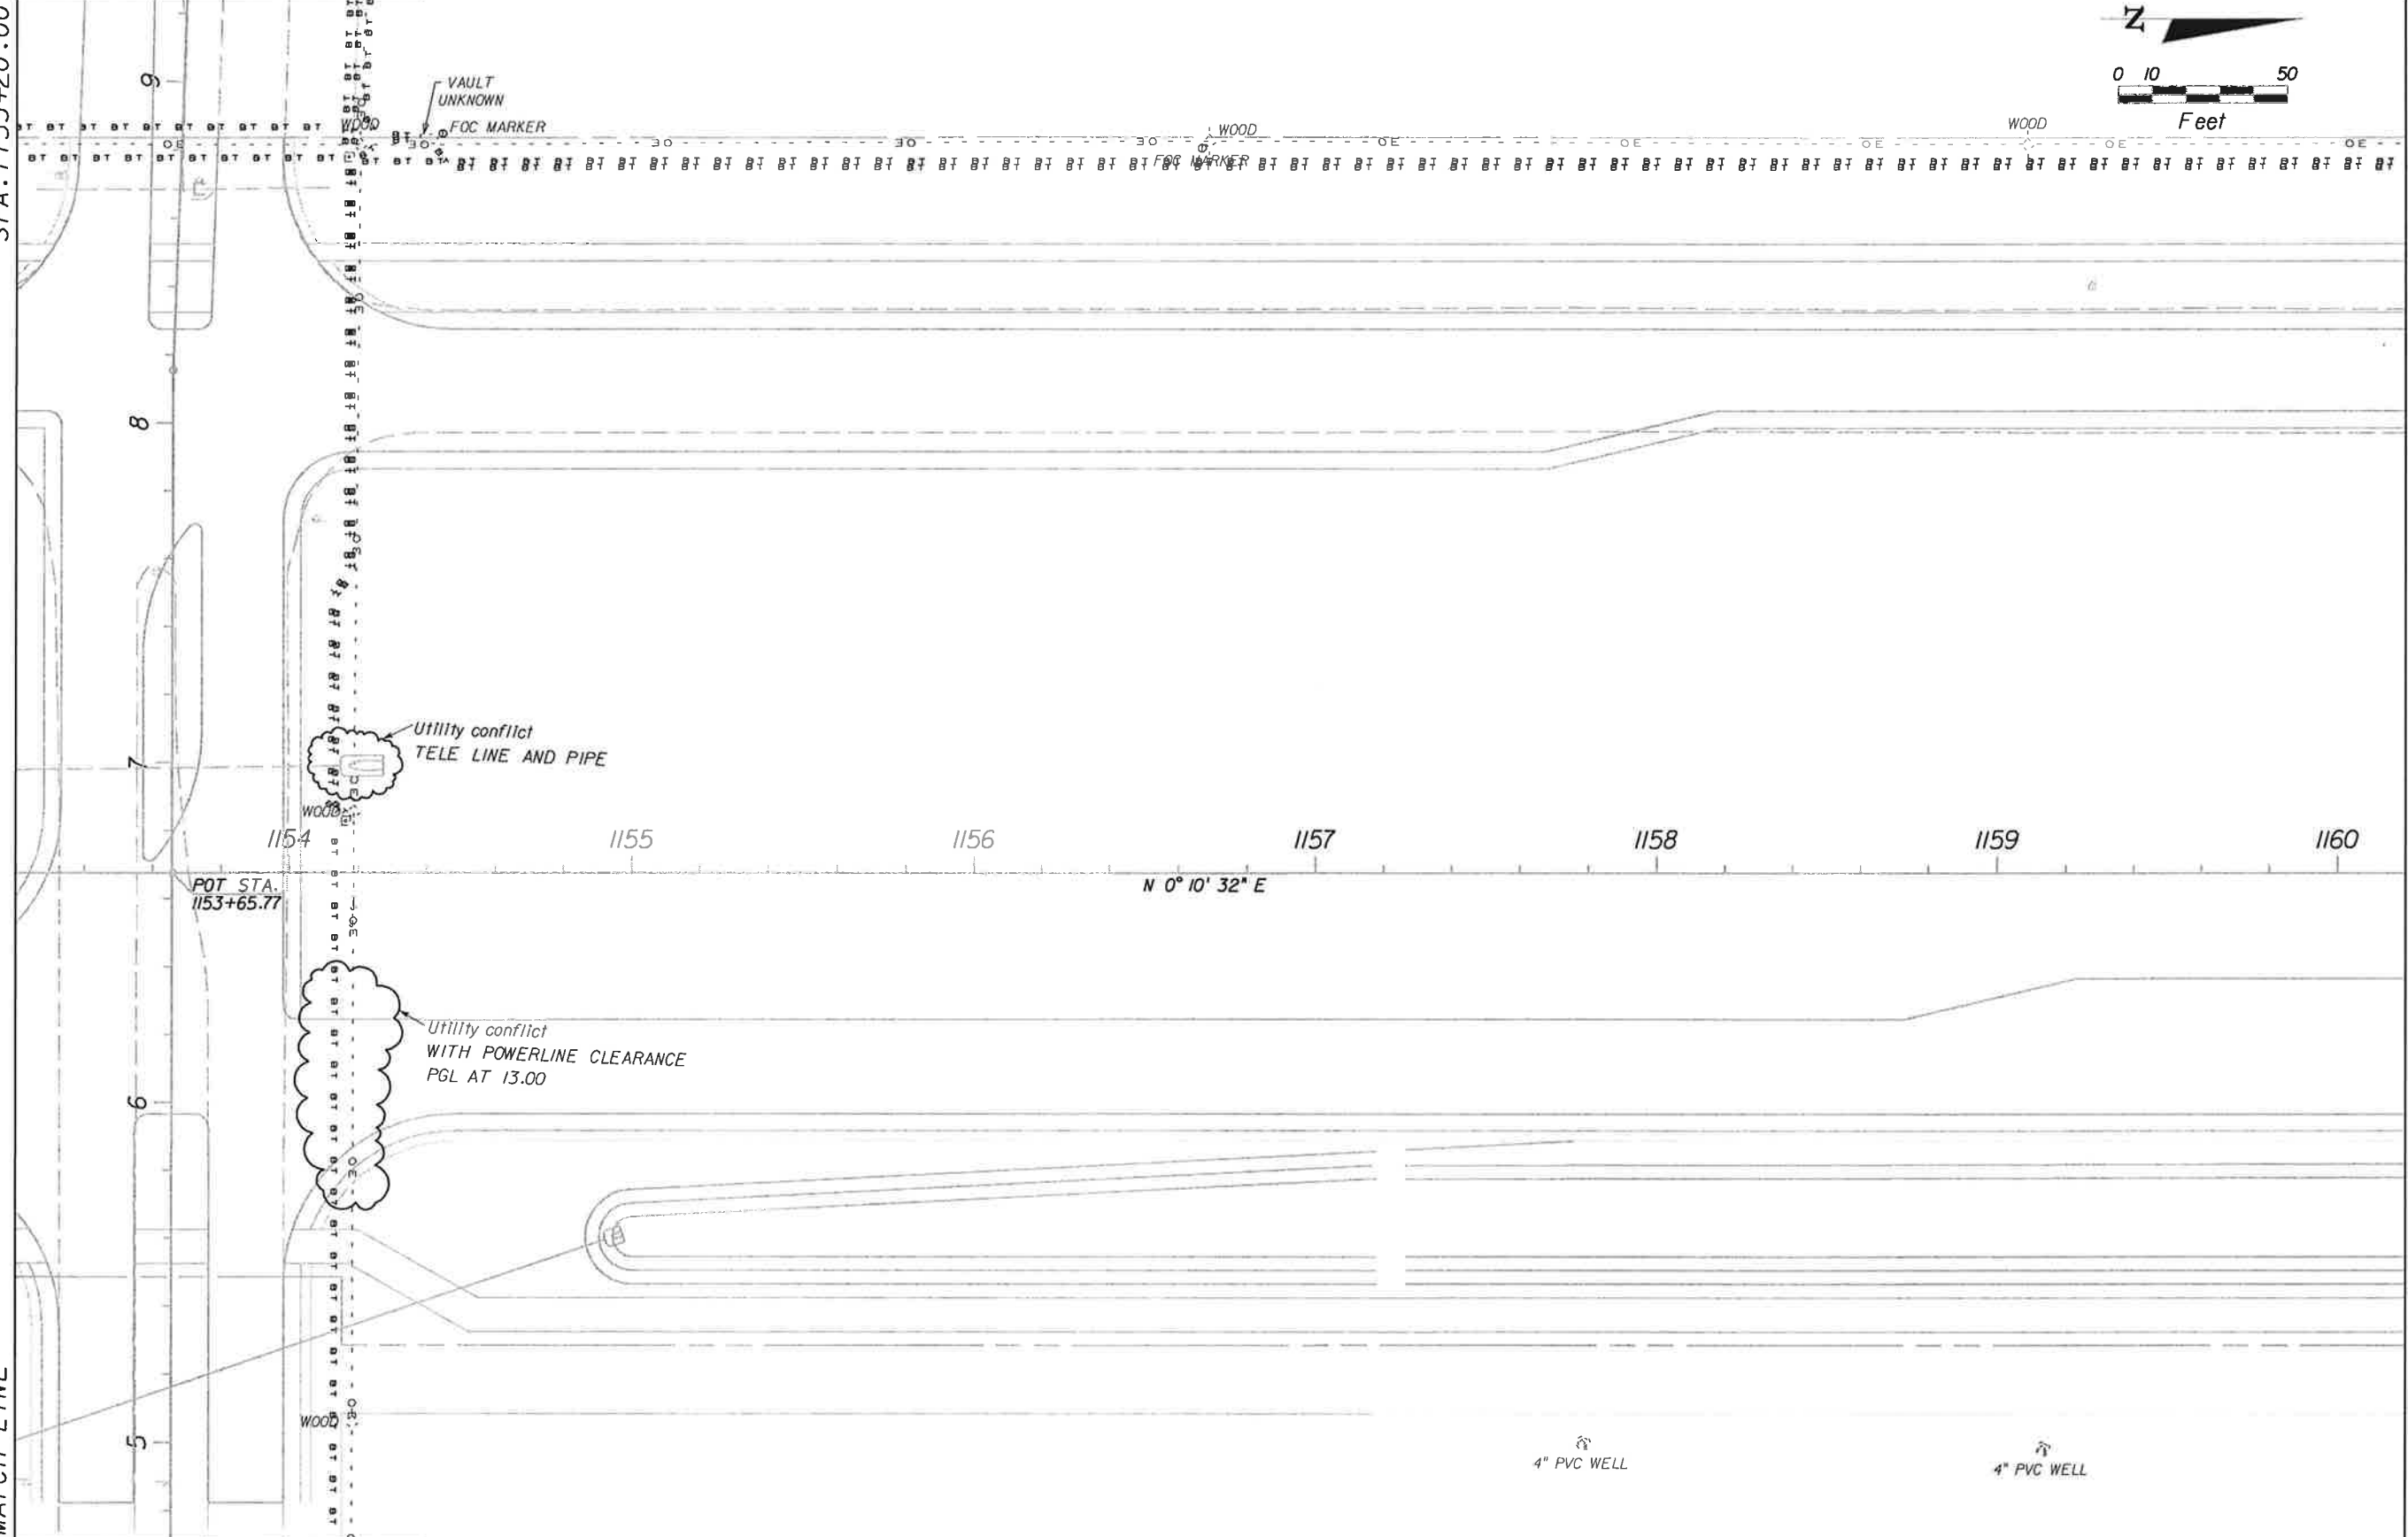 Z
0 10 50
Feet
9
VAULT
UNKNOWN
WOOD
FOC MARKER
WOOD
WOOD
FOC MARKER
8
Utility conflict
TELE LINE AND PIPE
7
WOOD
1154 1155 1156 1157 1158 1159 1160
POT STA.
1153+65.77
N 0° 10' 32" E
Utility conflict
WITH POWERLINE CLEARANCE
PGL AT 13.00
6
WOOD
5
4" PVC WELL
4" PVC WELL
MATCH LINE